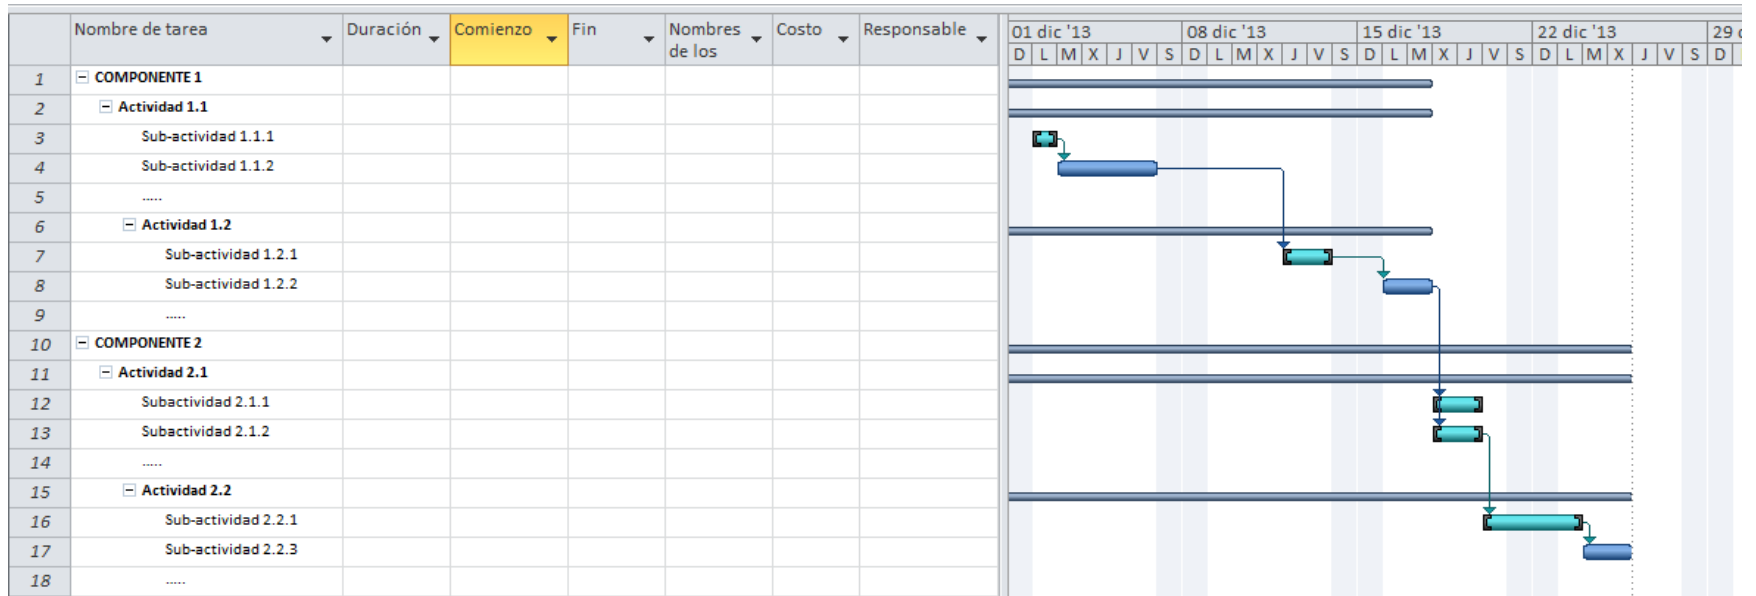 Nombre de tarea Duración Comienzo Fin Nombres de los Costo Responsable 01 dic '13 08 dic '13 15 dic '13 22 dic '13 29
D L M X J V S D L M X J V S D L M X J V S D L M X J V S D
1 COMPONENTE 1
2 Actividad 1.1
3 Sub-actividad 1.1.1
4 Sub-actividad 1.1.2
5 .....
6 Actividad 1.2
7 Sub-actividad 1.2.1
8 Sub-actividad 1.2.2
9 .....
10 COMPONENTE 2
11 Actividad 2.1
12 Subactividad 2.1.1
13 Subactividad 2.1.2
14 .....
15 Actividad 2.2
16 Sub-actividad 2.2.1
17 Sub-actividad 2.2.3
18 .....